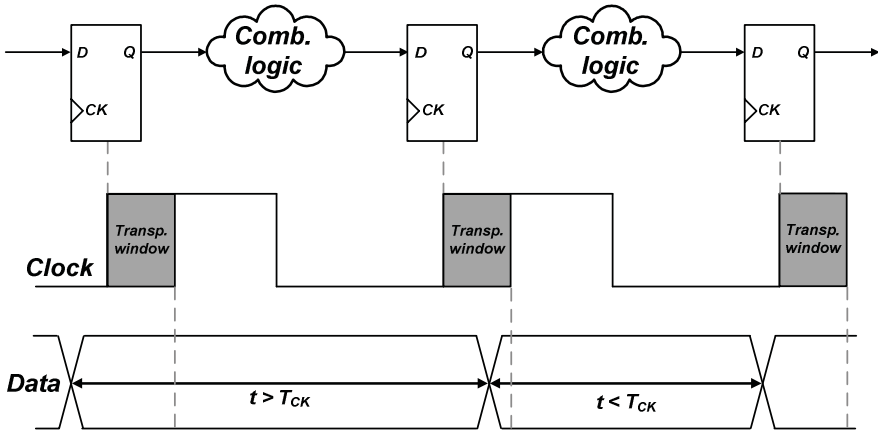 D Q
CK
Comb.
logic
D Q
CK
Comb.
logic
D Q
CK
Clock
Transp.
window
Transp.
window
Transp.
window
Data
t > TCK
t < TCK